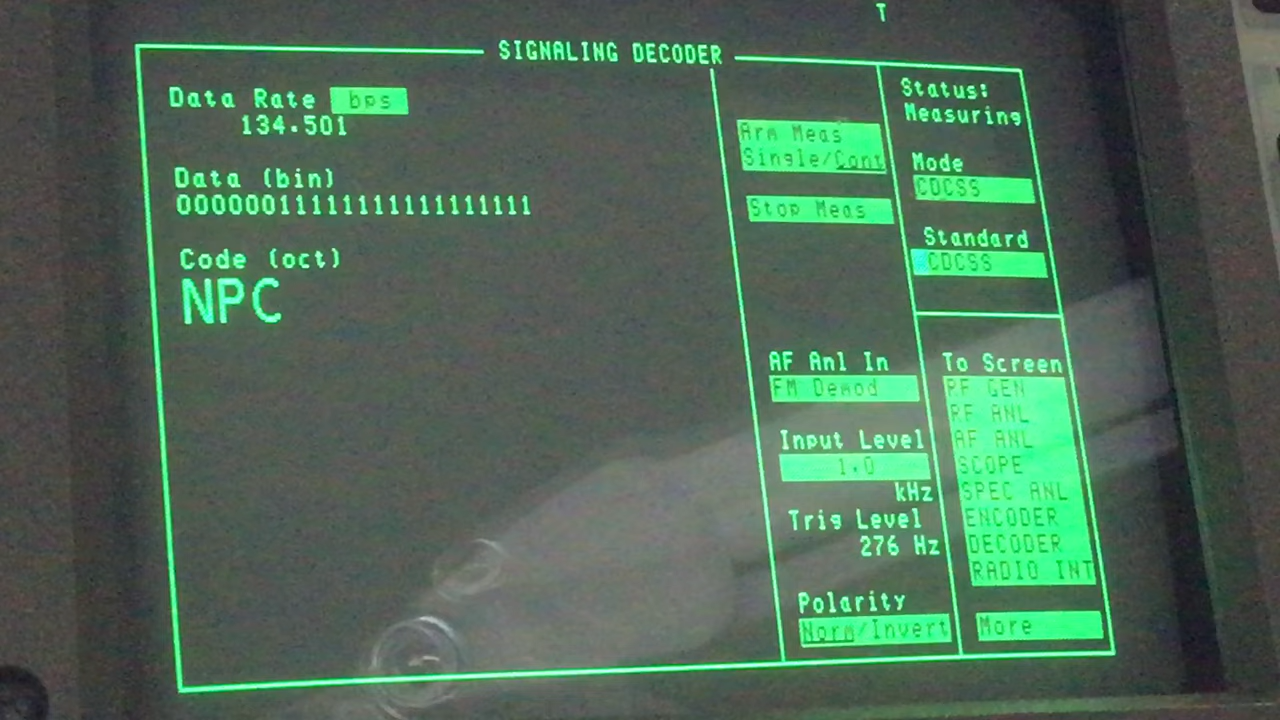 T
SIGNALING DECODER
Data Rate bps
134.501
Data (bin)
00000011111111111111111
Code (oct)
NPC
Arm Meas
Single/Cont
Stop Meas
AF Anl In
FM Demod
Input Level
1.0
kHz
Trig Level
276 Hz
Polarity
Norm/Invert
Status:
Measuring
Mode
CDCSS
Standard
CDCSS
To Screen
RF GEN
RF ANL
AF ANL
SCOPE
SPEC ANL
ENCODER
DECODER
RADIO INT
More